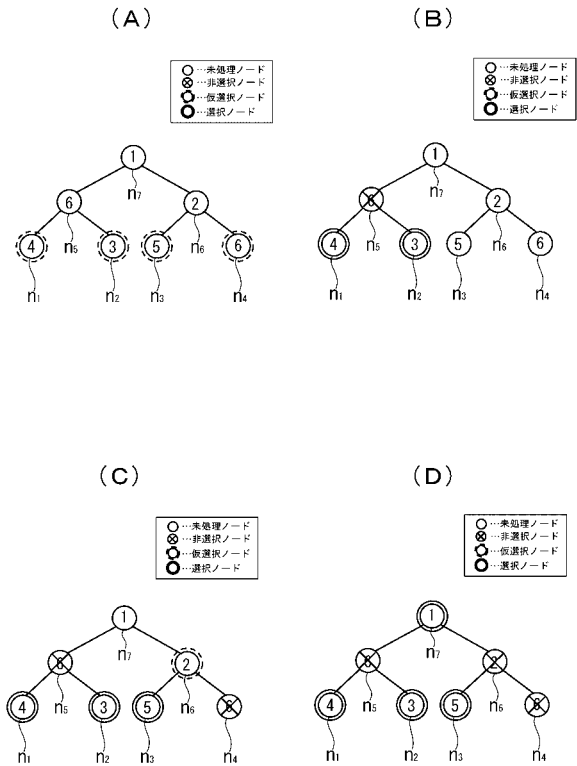 (A)
○…未処理ノード
⊗…非選択ノード
…仮選択ノード
◎…選択ノード
1
n7
6
2
n5
n6
4
3
5
6
n1
n2
n3
n4
(B)
○…未処理ノード
⊗…非選択ノード
…仮選択ノード
◎…選択ノード
1
n7
6
2
n5
n6
4
3
5
6
n1
n2
n3
n4
(C)
○…未処理ノード
⊗…非選択ノード
…仮選択ノード
◎…選択ノード
1
n7
6
2
n5
n6
4
3
5
6
n1
n2
n3
n4
(D)
○…未処理ノード
⊗…非選択ノード
…仮選択ノード
◎…選択ノード
1
n7
6
2
n5
n6
4
3
5
6
n1
n2
n3
n4